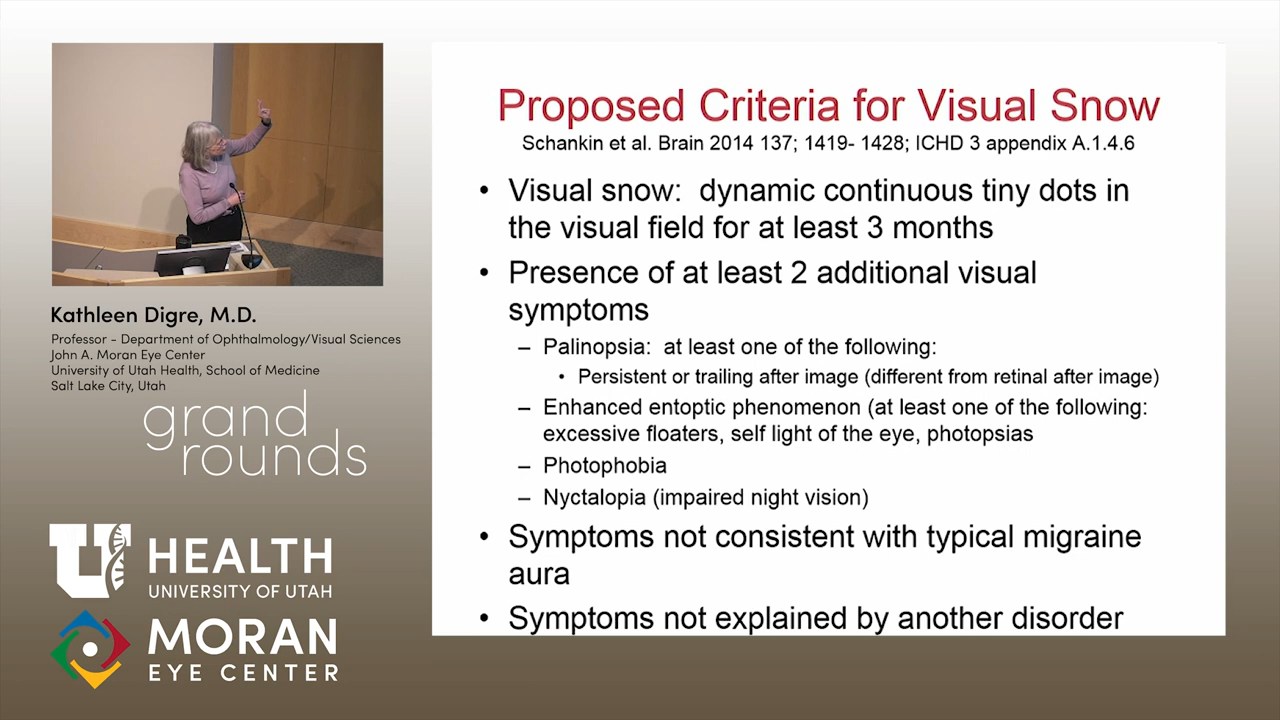 Kathleen Digre, M.D.
Professor - Department of Ophthalmology/Visual Sciences
John A. Moran Eye Center
University of Utah Health, School of Medicine
Salt Lake City, Utah
grand
rounds
U HEALTH
UNIVERSITY OF UTAH
MORAN
EYE CENTER
Proposed Criteria for Visual Snow
Schankin et al. Brain 2014 137; 1419- 1428; ICHD 3 appendix A.1.4.6
• Visual snow: dynamic continuous tiny dots in
the visual field for at least 3 months
• Presence of at least 2 additional visual
symptoms
– Palinopsia: at least one of the following:
• Persistent or trailing after image (different from retinal after image)
– Enhanced entoptic phenomenon (at least one of the following:
excessive floaters, self light of the eye, photopsias
– Photophobia
– Nyctalopia (impaired night vision)
• Symptoms not consistent with typical migraine
aura
• Symptoms not explained by another disorder